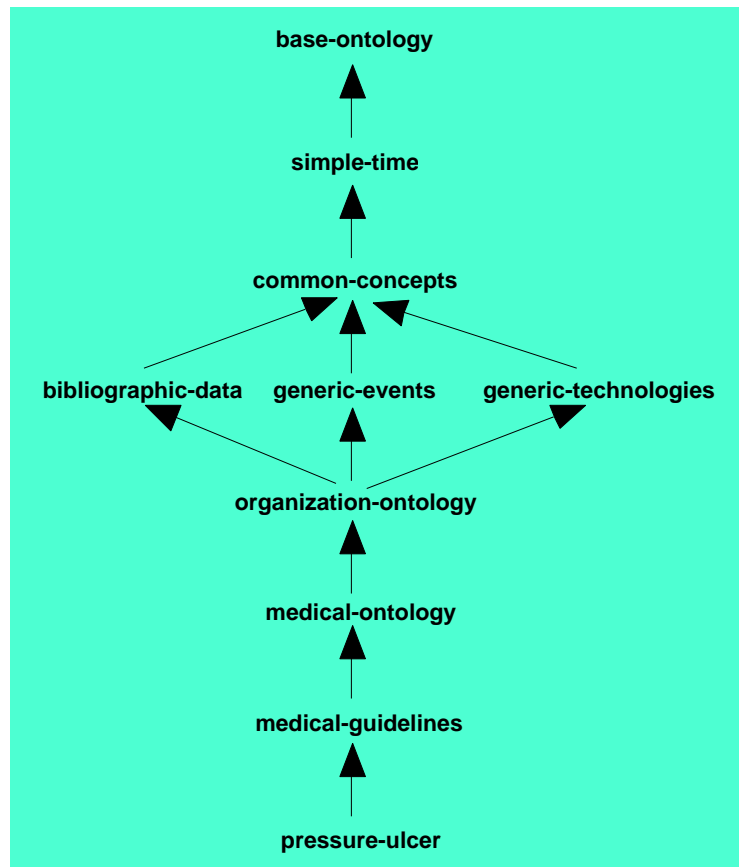 base-ontology
simple-time
common-concepts
bibliographic-data generic-events generic-technologies
organization-ontology
medical-ontology
medical-guidelines
pressure-ulcer